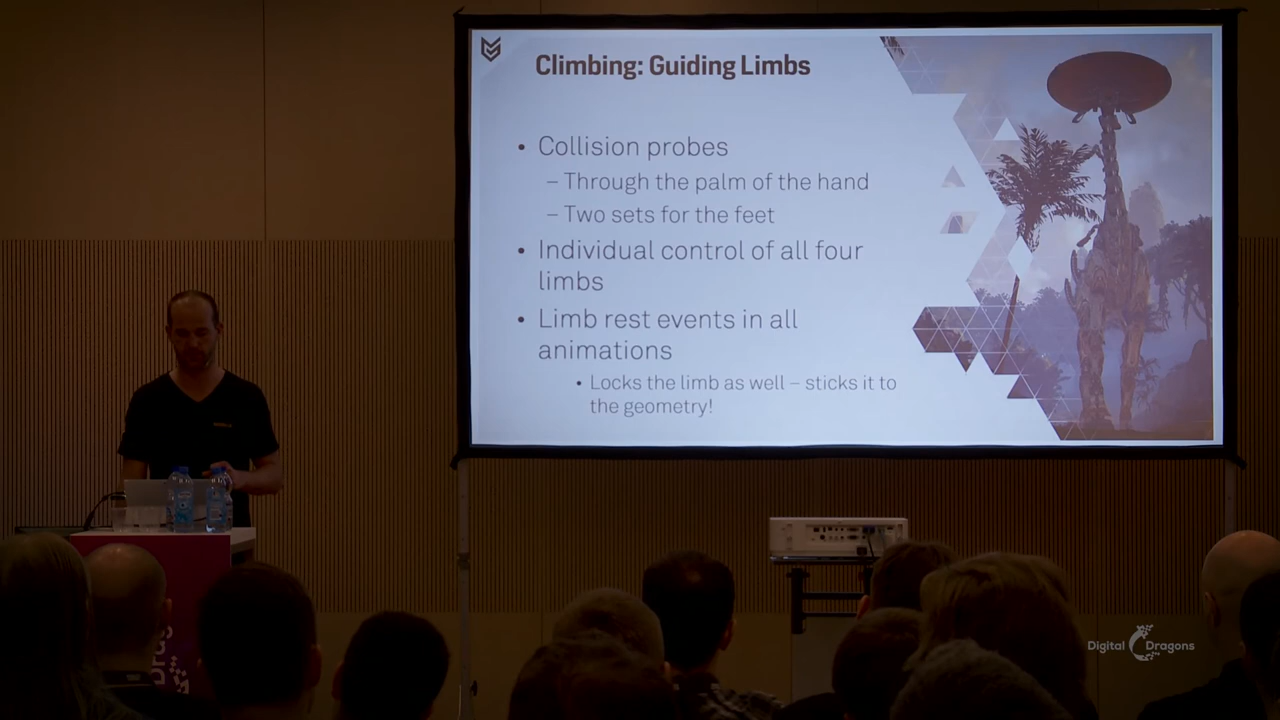 Climbing: Guiding Limbs
• Collision probes
– Through the palm of the hand
– Two sets for the feet
• Individual control of all four
limbs
• Limb rest events in all
animations
• Locks the limb as well – sticks it to
the geometry!
Digital Dragons